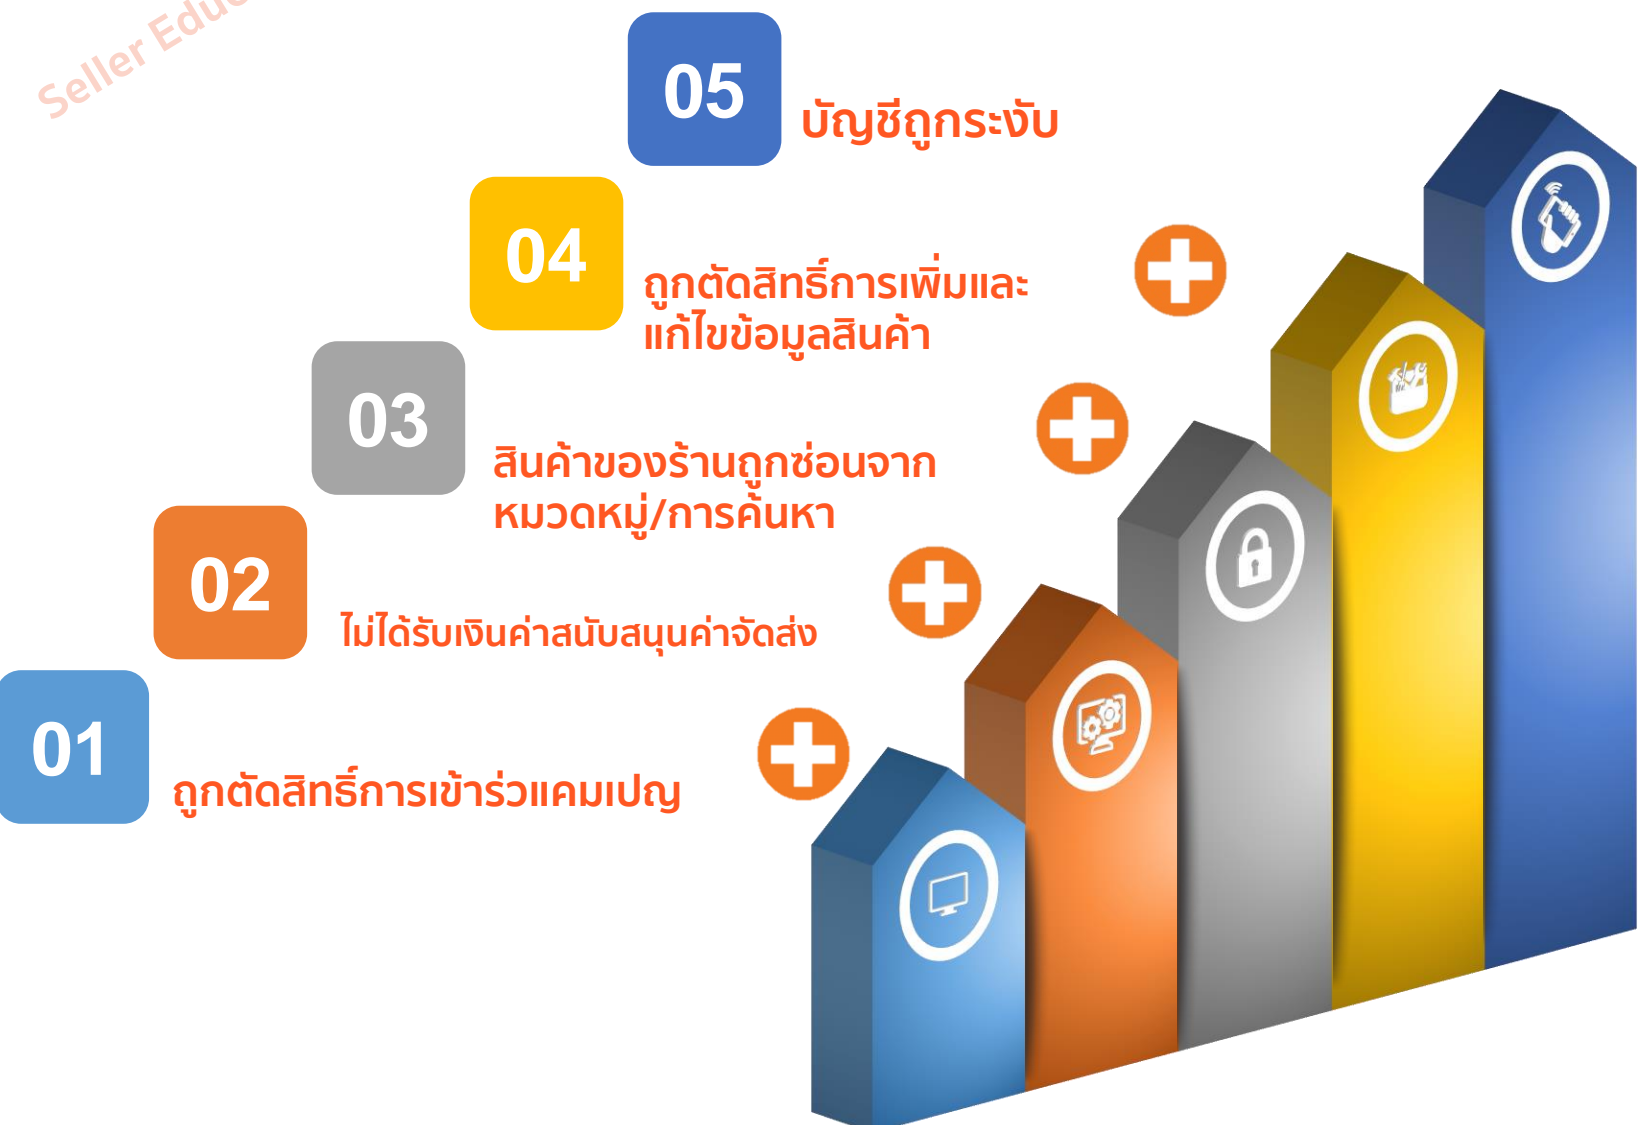 Seller
05
บัญชีถูกระงับ
04
ถูกตัดสิทธิ์การเพิ่มและ
แก้ไขข้อมูลสินค้า
03
สินค้าของร้านถูกซ่อนจาก
หมวดหมู่/การค้นหา
02
ไม่ได้รับเงินค่าสนับสนุนค่าจัดส่ง
01
ถูกตัดสิทธิ์การเข้าร่วแคมเปญ